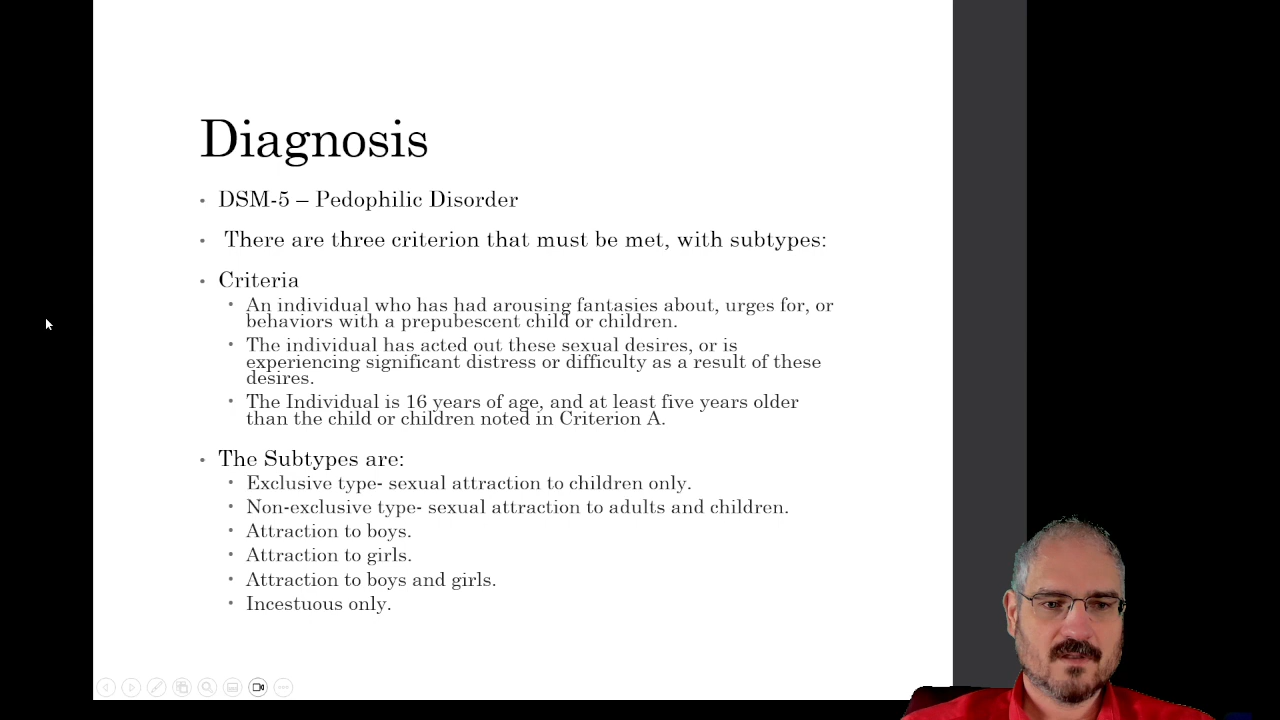 Diagnosis
• DSM-5 – Pedophilic Disorder
• There are three criterion that must be met, with subtypes:
• Criteria
• An individual who has had arousing fantasies about, urges for, or
behaviors with a prepubescent child or children.
• The individual has acted out these sexual desires, or is
experiencing significant distress or difficulty as a result of these
desires.
• The Individual is 16 years of age, and at least five years older
than the child or children noted in Criterion A.
• The Subtypes are:
• Exclusive type- sexual attraction to children only.
• Non-exclusive type- sexual attraction to adults and children.
• Attraction to boys.
• Attraction to girls.
• Attraction to boys and girls.
• Incestuous only.